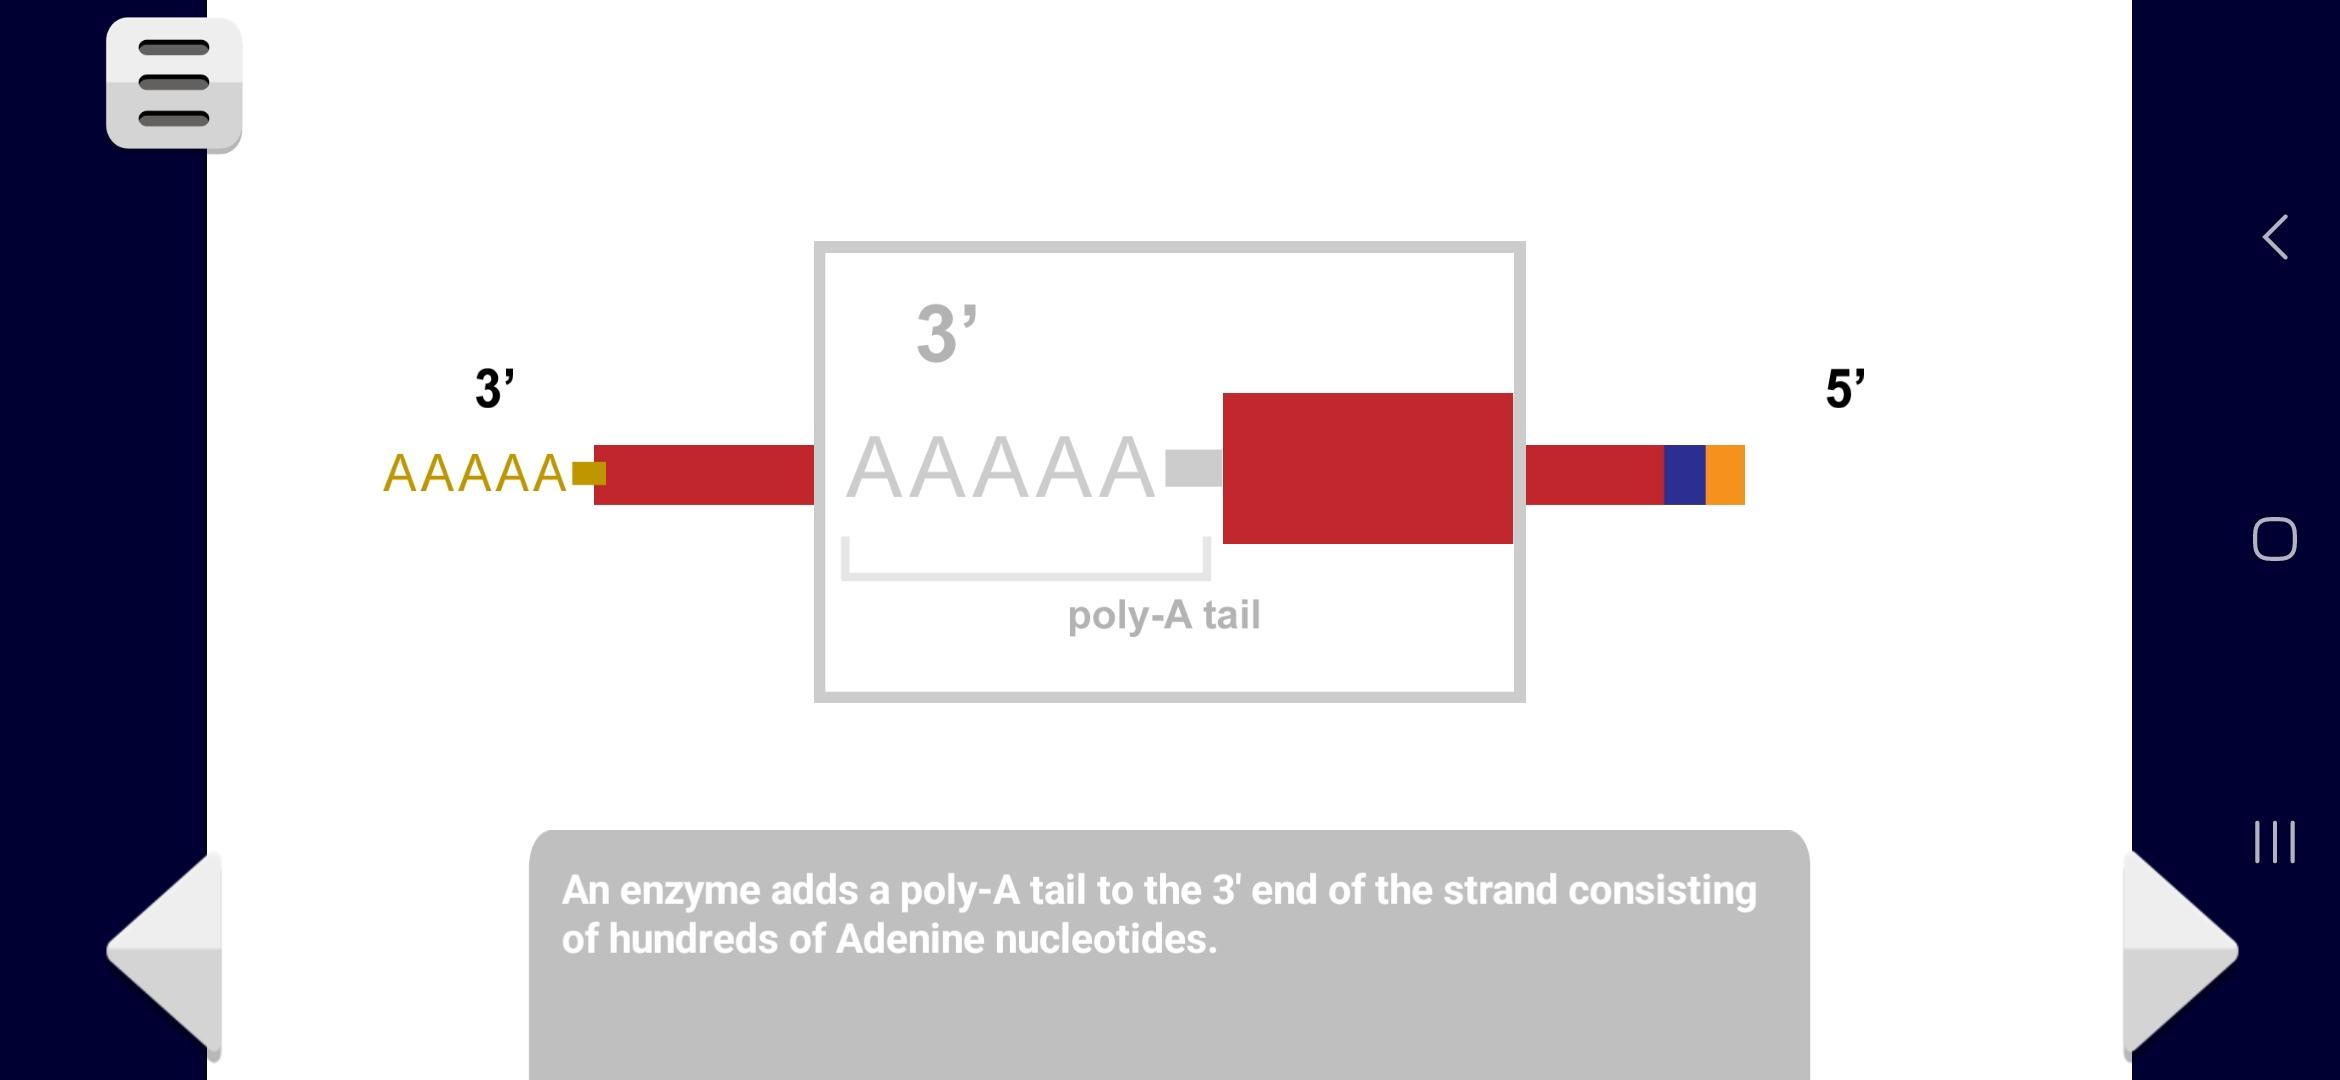 3’
3’
5’
AAAAA
AAAAA
poly-A tail
An enzyme adds a poly-A tail to the 3' end of the strand consisting
of hundreds of Adenine nucleotides.